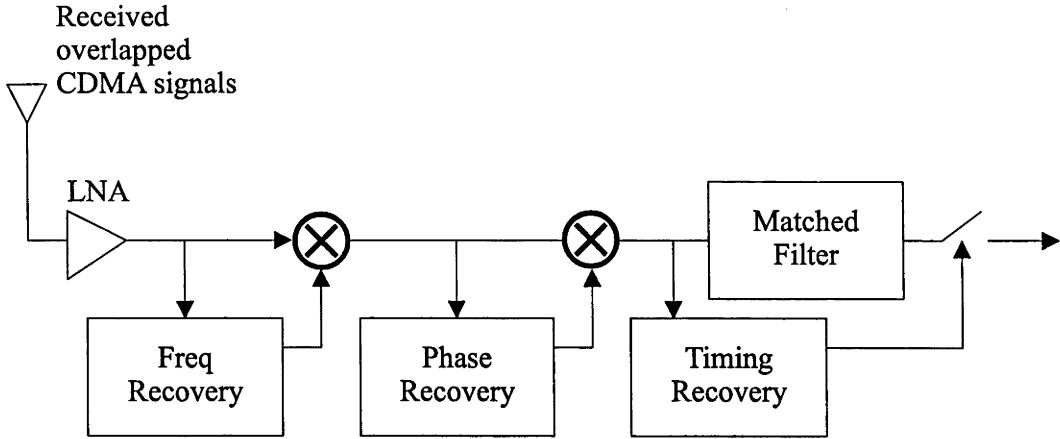 Received
overlapped
CDMA signals
LNA
Matched
Filter
Freq
Recovery
Phase
Recovery
Timing
Recovery